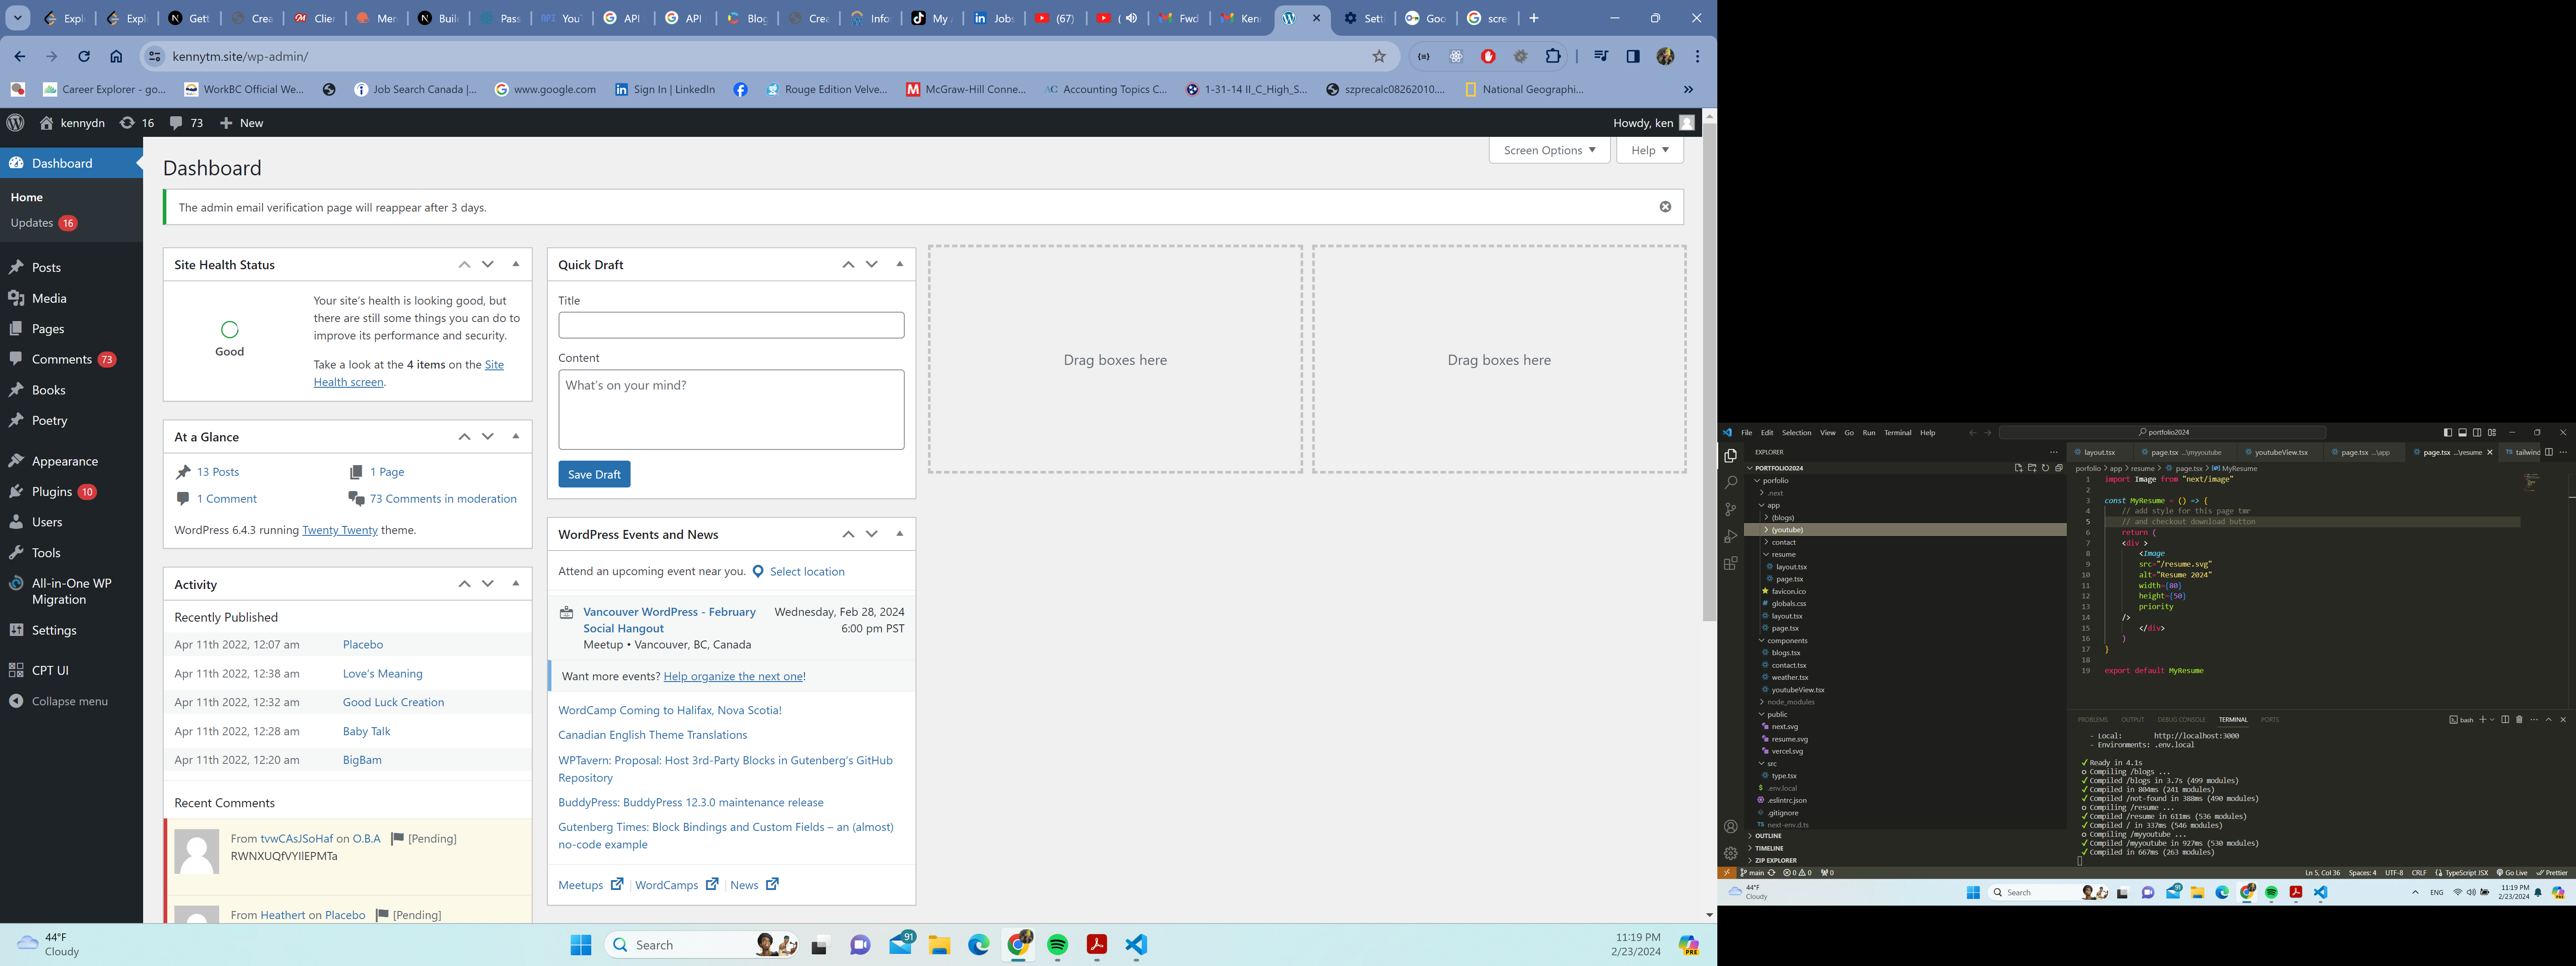 Expl
Expl
Gett
Crea
Clie
Mer
Buil
Pass
API
YouT
API
API
Blog
Crea
Info
My
Jobs
(67)
(
Fwd
Kenn
Sett
Goo
scre
kennytm.site/wp-admin/
Career Explorer - go...
WorkBC Official We...
Job Search Canada |...
www.google.com
Sign In | LinkedIn
Rouge Edition Velve...
McGraw-Hill Conne...
Accounting Topics C...
1-31-14 II_C_High_S...
szprecalc08262010....
National Geographi...
kennydn
16
73
New
Howdy, ken
Dashboard
Home
Updates 16
Posts
Media
Pages
Comments 73
Books
Poetry
Appearance
Plugins 10
Users
Tools
All-in-One WP
Migration
Settings
CPT UI
Collapse menu
Dashboard
Screen Options
Help
The admin email verification page will reappear after 3 days.
Site Health Status
Good
Your site's health is looking good, but
there are still some things you can do to
improve its performance and security.
Take a look at the 4 items on the Site
Health screen.
At a Glance
13 Posts
1 Page
1 Comment
73 Comments in moderation
WordPress 6.4.3 running Twenty Twenty theme.
Activity
Recently Published
Apr 11th 2022, 12:07 am Placebo
Apr 11th 2022, 12:38 am Love's Meaning
Apr 11th 2022, 12:32 am Good Luck Creation
Apr 11th 2022, 12:28 am Baby Talk
Apr 11th 2022, 12:20 am BigBam
Recent Comments
From tvwCAsJSoHaf on O.B.A [Pending]
RWNXUQfVYIlEPMTa
From Heathert on Placebo [Pending]
Quick Draft
Title
Content
What's on your mind?
Save Draft
WordPress Events and News
Attend an upcoming event near you. Select location
Vancouver WordPress - February
Social Hangout
Meetup • Vancouver, BC, Canada
Wednesday, Feb 28, 2024
6:00 pm PST
Want more events? Help organize the next one!
WordCamp Coming to Halifax, Nova Scotia!
Canadian English Theme Translations
WPTavern: Proposal: Host 3rd-Party Blocks in Gutenberg's GitHub
Repository
BuddyPress: BuddyPress 12.3.0 maintenance release
Gutenberg Times: Block Bindings and Custom Fields – an (almost)
no-code example
Meetups | WordCamps | News
Drag boxes here
Drag boxes here
44°F
Cloudy
Search
91
11:19 PM
2/23/2024
PRE
File Edit Selection View Go Run Terminal Help
portfolio2024
EXPLORER
PORTFOLIO2024
porfolio
.next
app
(blogs)
(youtube)
contact
resume
layout.tsx
page.tsx
favicon.ico
globals.css
layout.tsx
page.tsx
components
blogs.tsx
contact.tsx
weather.tsx
youtubeView.tsx
node_modules
public
next.svg
resume.svg
vercel.svg
src
type.tsx
.env.local
.eslintrc.json
.gitignore
next-env.d.ts
OUTLINE
TIMELINE
ZIP EXPLORER
layout.tsx
page.tsx ...\myyoutube
youtubeView.tsx
page.tsx ...\app
page.tsx ...\resume
tailwind
porfolio > app > resume > page.tsx > MyResume
1 import Image from "next/image"
2
3 const MyResume = () => {
4 // add style for this page tmr
5 // and checkout download button
6 return (
7 <div >
8 <Image
9 src="/resume.svg"
10 alt="Resume 2024"
11 width={80}
12 height={50}
13 priority
14 />
15 </div>
16 )
17 }
18
19 export default MyResume
PROBLEMS OUTPUT DEBUG CONSOLE TERMINAL PORTS
bash
- Local: http://localhost:3000
- Environments: .env.local
✓ Ready in 4.1s
o Compiling /blogs ...
✓ Compiled /blogs in 3.7s (499 modules)
✓ Compiled in 804ms (241 modules)
✓ Compiled /not-found in 388ms (490 modules)
o Compiling /resume ...
✓ Compiled /resume in 611ms (536 modules)
✓ Compiled / in 337ms (546 modules)
o Compiling /myyoutube ...
✓ Compiled /myyoutube in 927ms (530 modules)
✓ Compiled in 667ms (263 modules)
main
0 0
0
Ln 5, Col 36 Spaces: 4 UTF-8 CRLF TypeScript JSX Go Live Prettier
44°F
Cloudy
Search
ENG
11:19 PM
2/23/2024